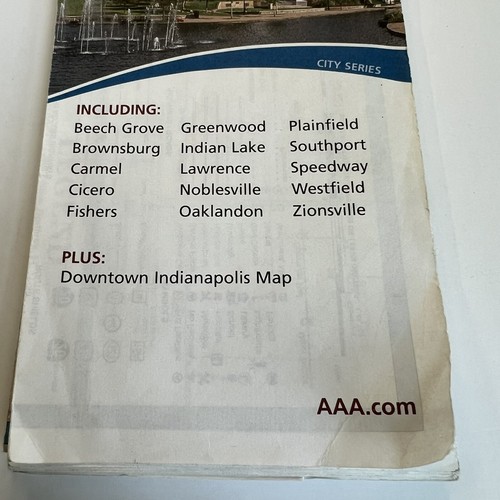 CITY SERIES
INCLUDING:
Beech Grove Greenwood Plainfield
Brownsburg Indian Lake Southport
Carmel Lawrence Speedway
Cicero Noblesville Westfield
Fishers Oaklandon Zionsville
PLUS:
Downtown Indianapolis Map
AAA.com